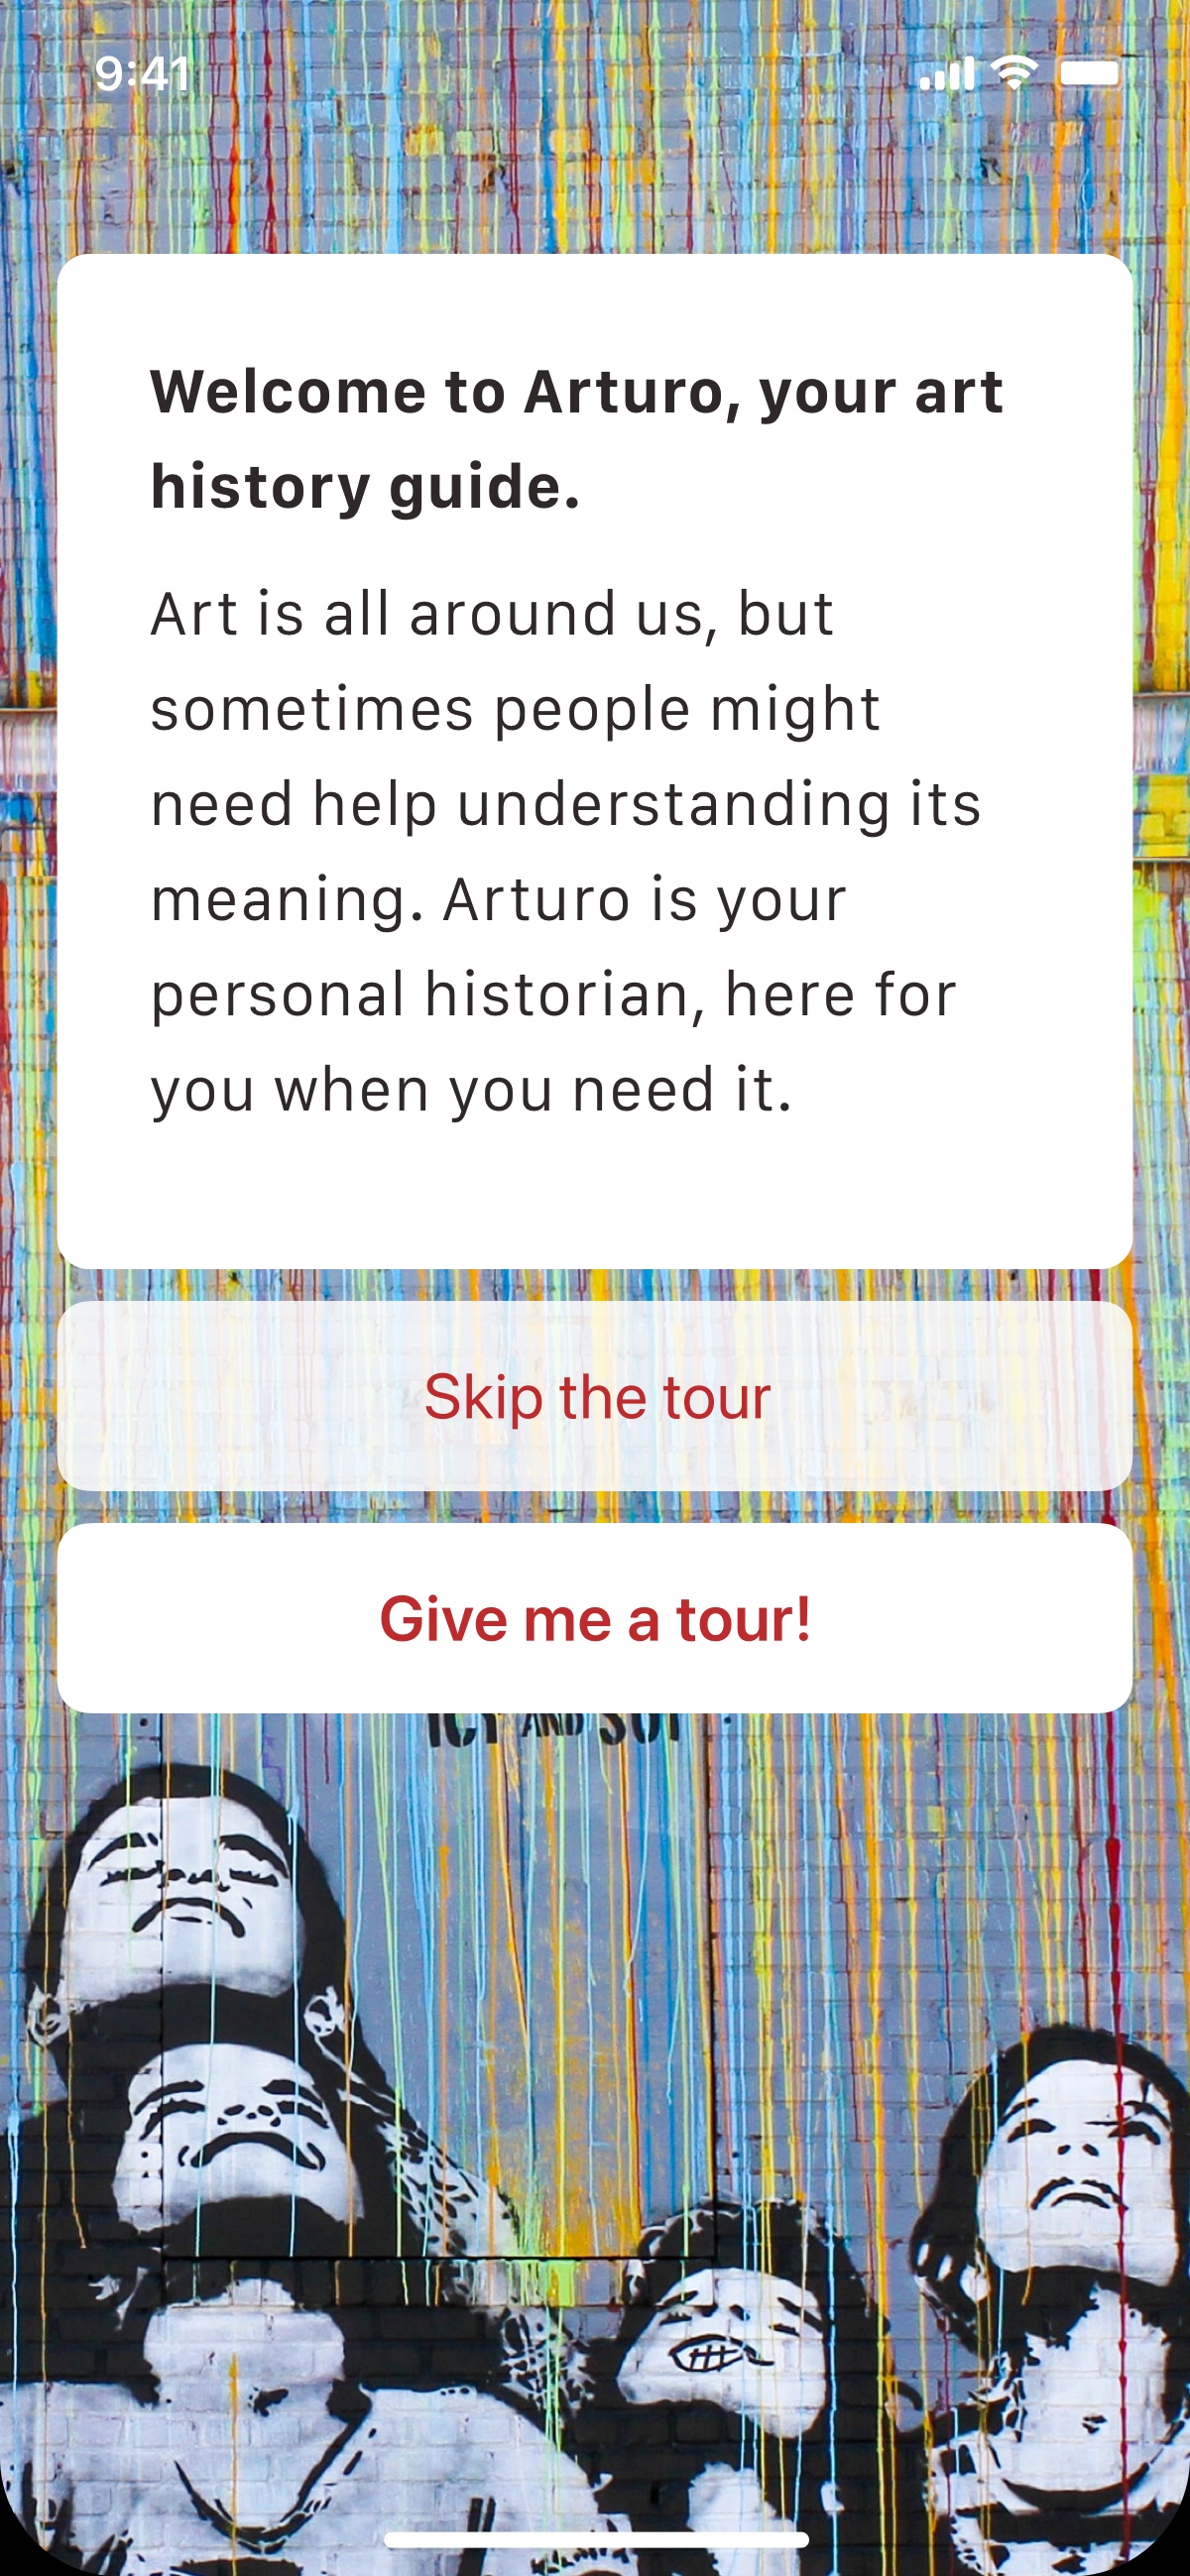 9:41
Welcome to Arturo, your art
history guide.
Art is all around us, but
sometimes people might
need help understanding its
meaning. Arturo is your
personal historian, here for
you when you need it.
Skip the tour
Give me a tour!
ICY AND SOT